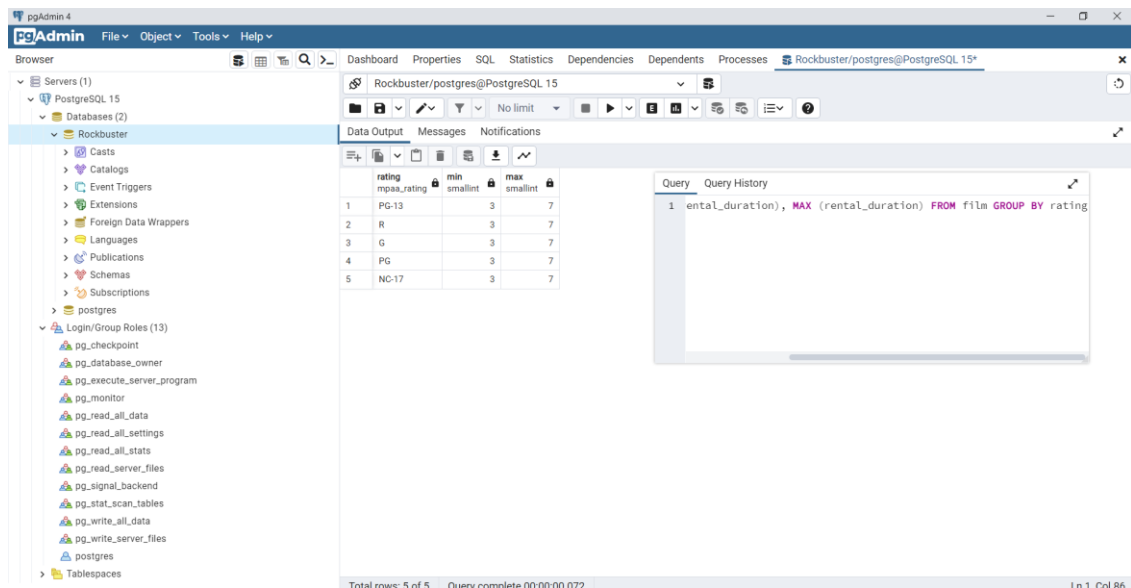 pgAdmin 4
pgAdmin File Object Tools Help
Browser
Dashboard Properties SQL Statistics Dependencies Dependents Processes Rockbuster/postgres@PostgreSQL 15*
Servers (1)
PostgreSQL 15
Databases (2)
Rockbuster
Casts
Catalogs
Event Triggers
Extensions
Foreign Data Wrappers
Languages
Publications
Schemas
Subscriptions
postgres
Login/Group Roles (13)
pg_checkpoint
pg_database_owner
pg_execute_server_program
pg_monitor
pg_read_all_data
pg_read_all_settings
pg_read_all_stats
pg_read_server_files
pg_signal_backend
pg_stat_scan_tables
pg_write_all_data
pg_write_server_files
postgres
Tablespaces
Rockbuster/postgres@PostgreSQL 15
No limit
Data Output Messages Notifications
rating min max
mpaa_rating smallint smallint
1 PG-13 3 7
2 R 3 7
3 G 3 7
4 PG 3 7
5 NC-17 3 7
Query Query History
1 ental_duration), MAX (rental_duration) FROM film GROUP BY rating
Total rows: 5 of 5 Query complete 00:00:00.072 Ln 1, Col 86